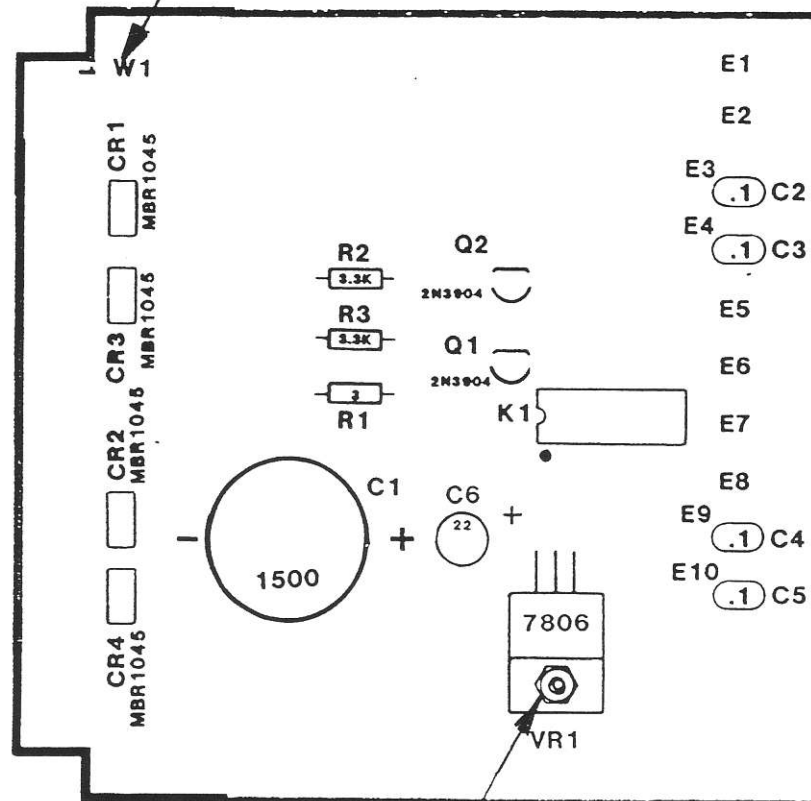 1 W1
E1
E2
CR1
MBR1045
E3
.1 C2
E4
.1 C3
R2
3.3K
Q2
2N3904
CR3
MBR1045
R3
3.3K
Q1
2N3904
E5
E6
3
R1
K1
E7
CR2
MBR1045
E8
C1
1500
- +
C6
22 +
E9
.1 C4
E10
.1 C5
7806
CR4
MBR1045
VR1